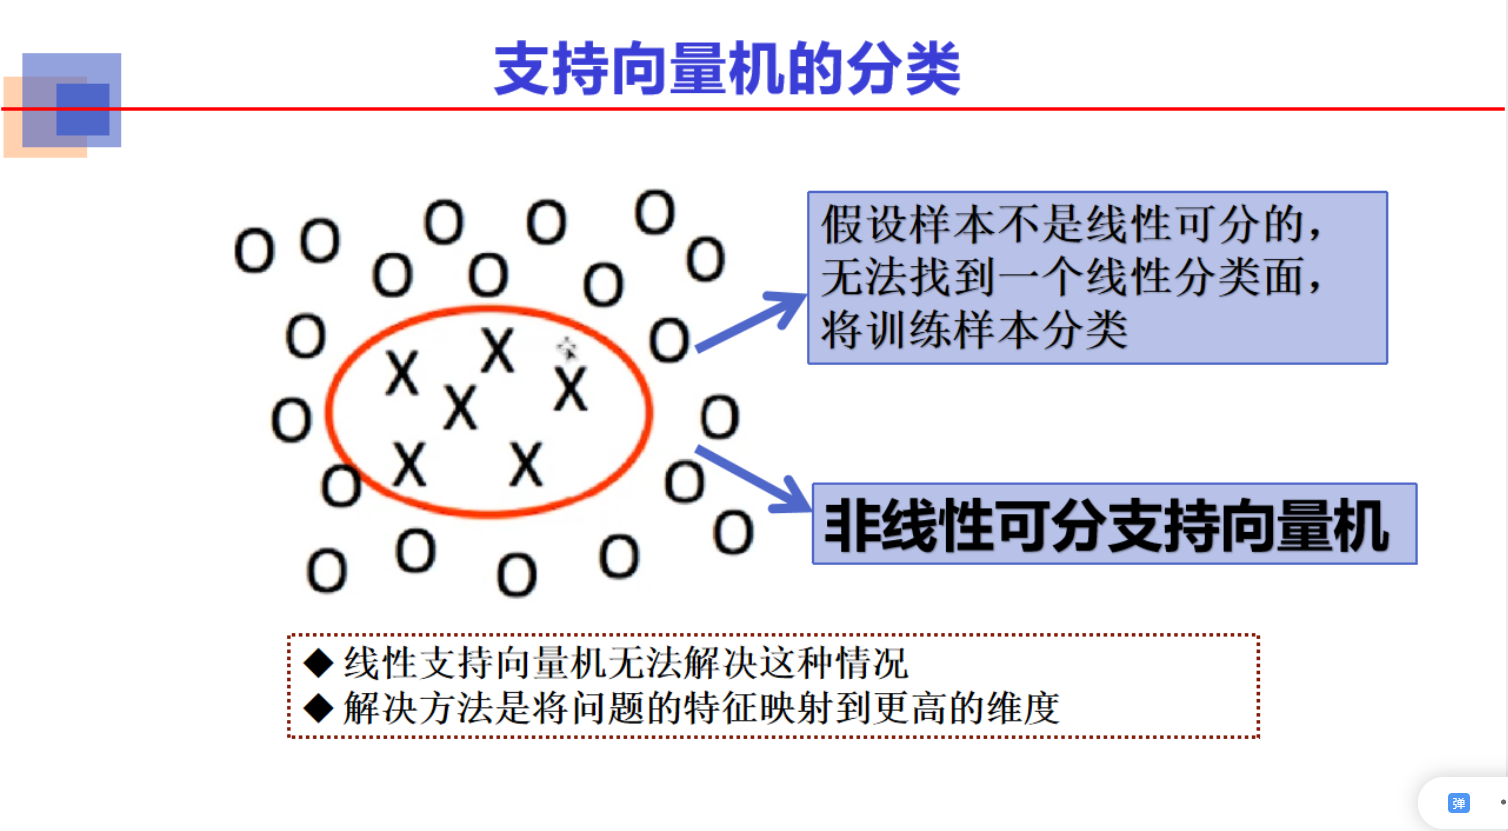 支持向量机的分类
O O O O O
O O O O
O X X O
X X X O
O X X O
O O
O O O O
假设样本不是线性可分的，
无法找到一个线性分类面，
将训练样本分类
非线性可分支持向量机
◆ 线性支持向量机无法解决这种情况
◆ 解决方法是将问题的特征映射到更高的维度
弹